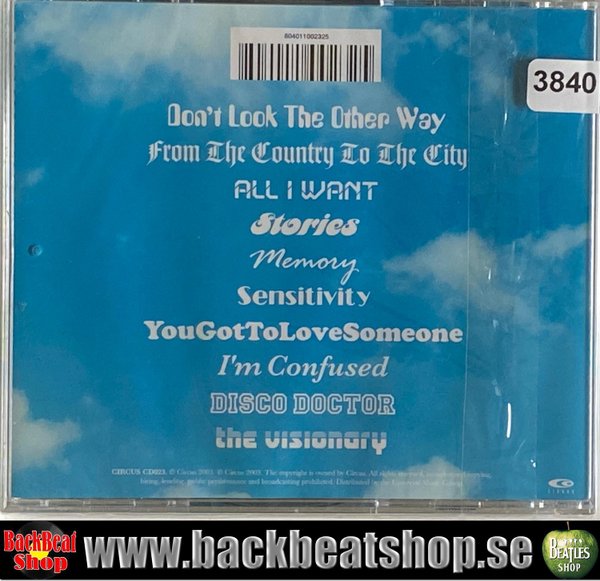 804011002325
3840
Don't Look The Other Way
From The Country To The City
ALL I WANT
Stories
Memory
Sensitivity
YouGotToLoveSomeone
I'm Confused
DISCO DOCTOR
the visionary
CIRCUS CD023. © Circus 2003. ℗ Circus 2003. The copyright is owned by Circus. All rights reserved, copying,
hiring, lending, public performance and broadcasting prohibited. Distributed by the Universal Music
CIRCUS
BackBeat
Shop
www.backbeatshop.se
BEATLES
SHOP